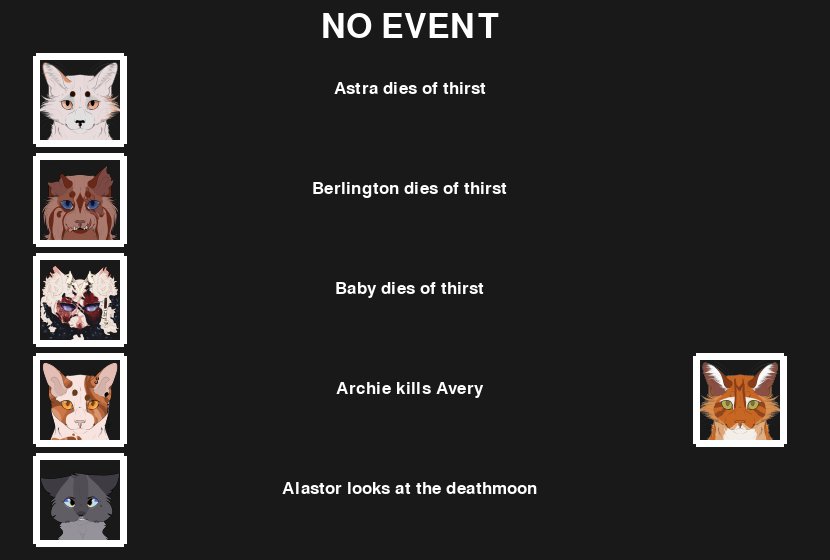 NO EVENT
Astra dies of thirst
Berlington dies of thirst
Baby dies of thirst
Archie kills Avery
Alastor looks at the deathmoon